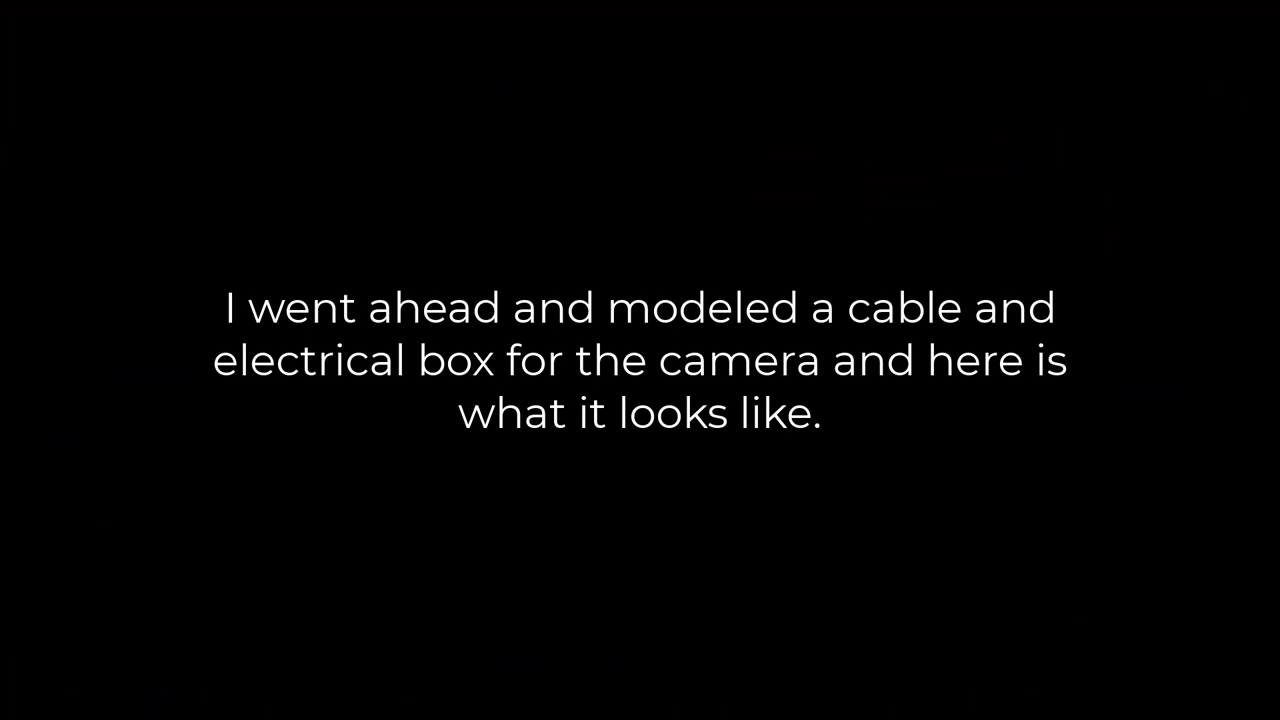 I went ahead and modeled a cable and
electrical box for the camera and here is
what it looks like.